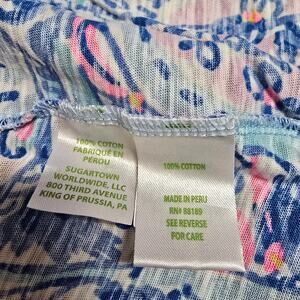 100% COTON
FABRIQUÉ EN
PÉROU
SUGARTOWN
WORLDWIDE, LLC
800 THIRD AVENUE
KING OF PRUSSIA, PA
100% COTTON
MADE IN PERU
RN# 88189
SEE REVERSE
FOR CARE